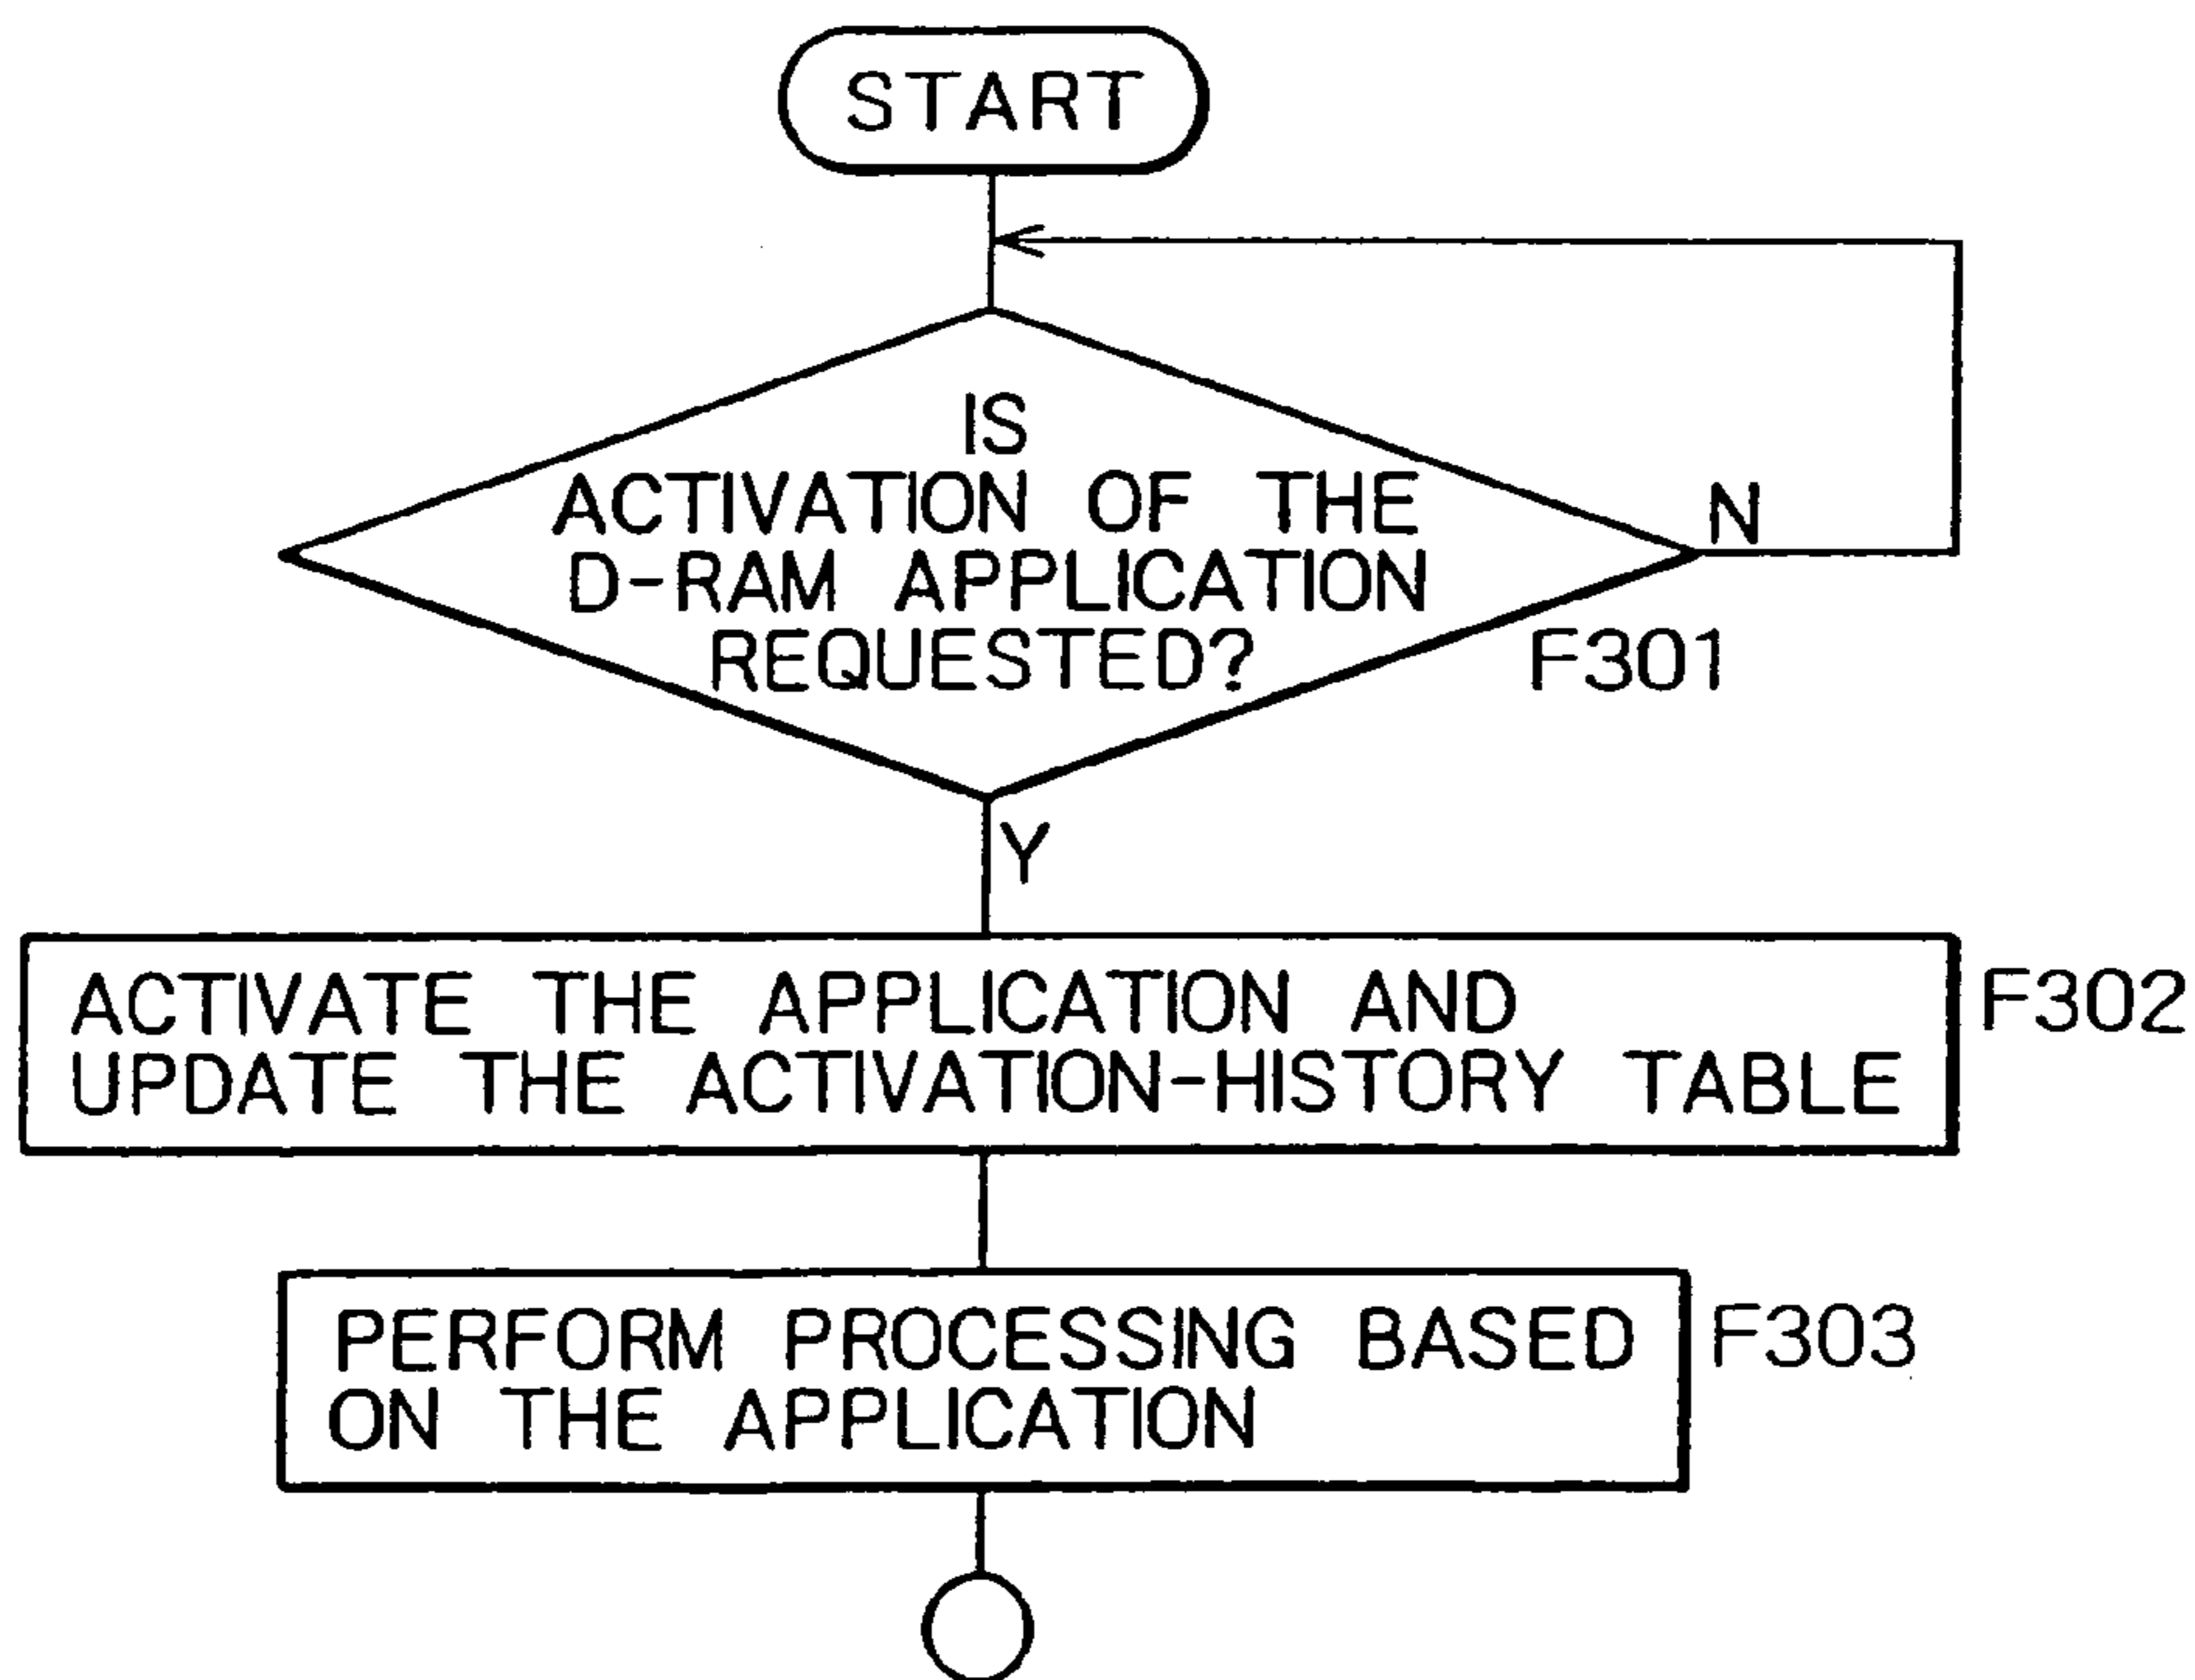 START
IS
ACTIVATION OF THE
D-RAM APPLICATION
REQUESTED?
N
F301
Y
ACTIVATE THE APPLICATION AND
UPDATE THE ACTIVATION-HISTORY TABLE
F302
PERFORM PROCESSING BASED
ON THE APPLICATION
F303